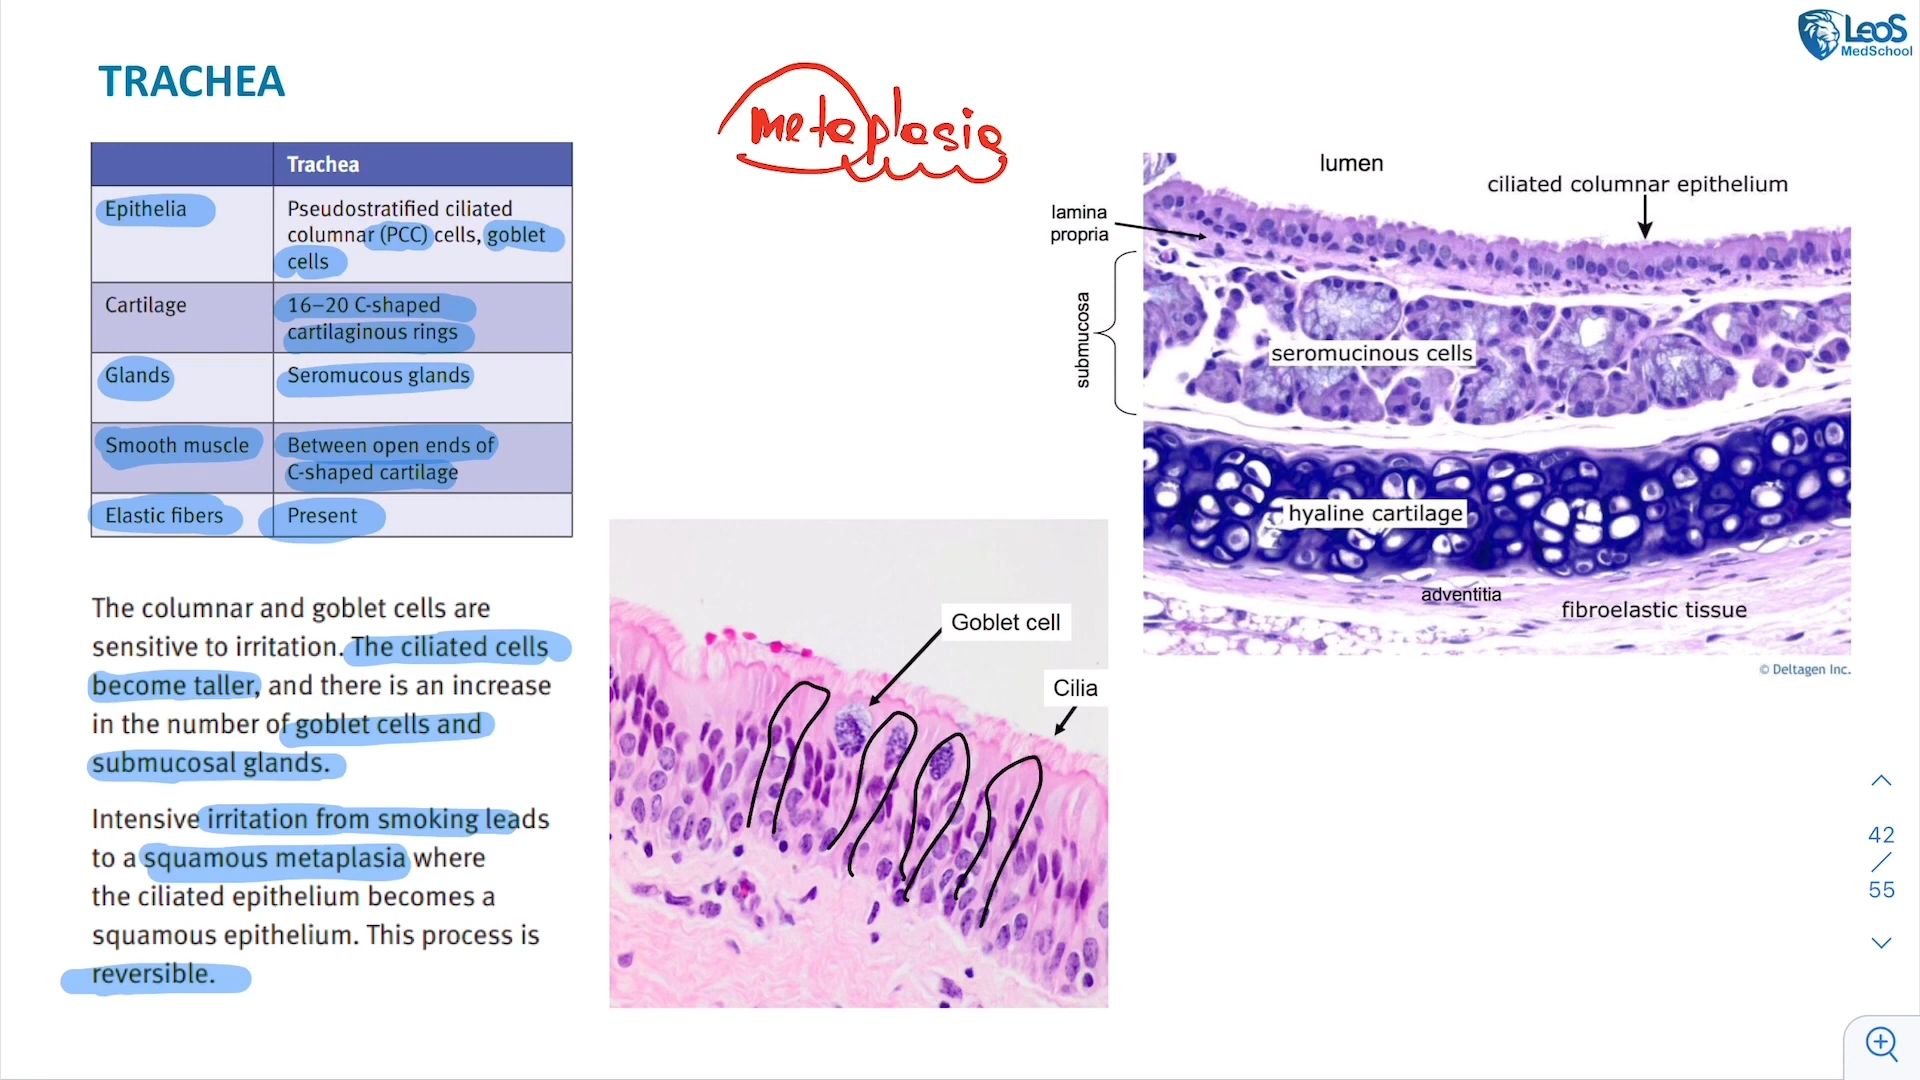 LeoS
MedSchool
TRACHEA
metaplasia
Trachea
Epithelia
Pseudostratified ciliated
columnar (PCC) cells, goblet
cells
Cartilage
16–20 C-shaped
cartilaginous rings
Glands
Seromucous glands
Smooth muscle
Between open ends of
C-shaped cartilage
Elastic fibers
Present
The columnar and goblet cells are
sensitive to irritation. The ciliated cells
become taller, and there is an increase
in the number of goblet cells and
submucosal glands.
Intensive irritation from smoking leads
to a squamous metaplasia where
the ciliated epithelium becomes a
squamous epithelium. This process is
reversible.
Goblet cell
Cilia
lumen
ciliated columnar epithelium
lamina
propria
submucosa
seromucinous cells
hyaline cartilage
adventitia
fibroelastic tissue
© Deltagen Inc.
42
/
55